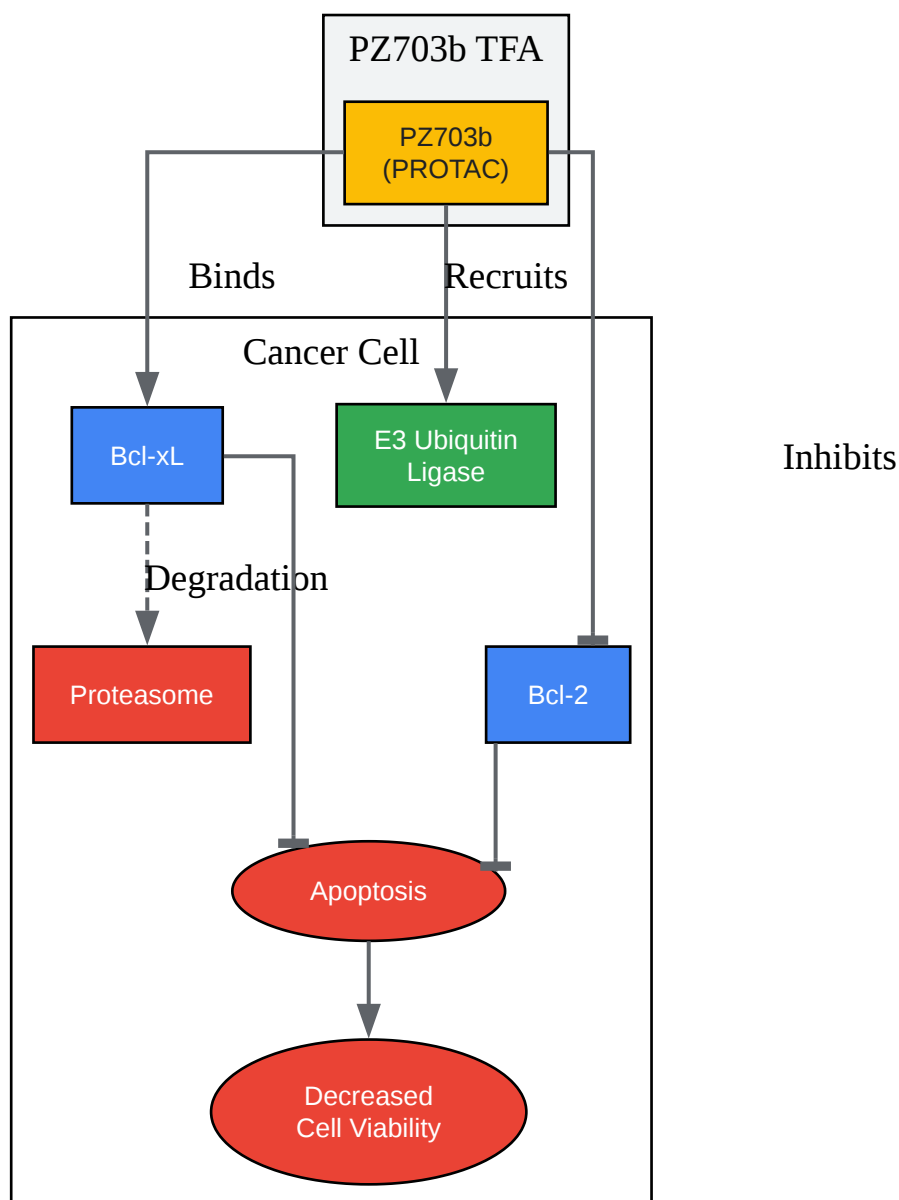 PZ703b TFA
PZ703b
(PROTAC)
Binds
Recruits
Cancer Cell
Bcl-xL
E3 Ubiquitin
Ligase
Inhibits
Degradation
Proteasome
Bcl-2
Apoptosis
Decreased
Cell Viability